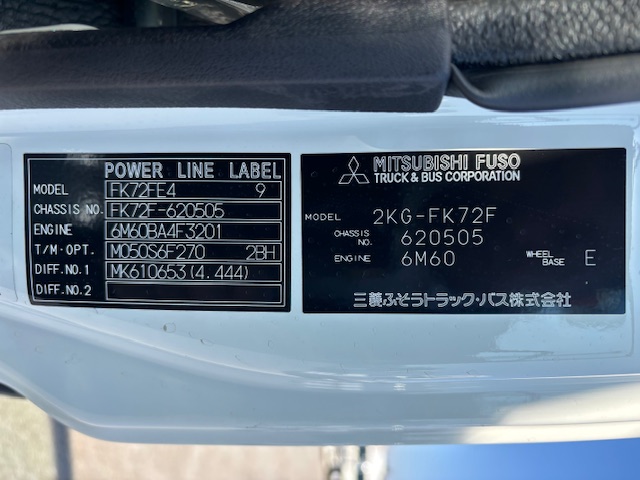 POWER LINE LABEL
MODEL FK72FE4 9
CHASSIS NO. FK72F-620505
ENGINE 6M60BA4F3201
T/M·OPT. M050S6F270 2BH
DIFF.NO.1 MK610653(4.444)
DIFF.NO.2
MITSUBISHI FUSO
TRUCK & BUS CORPORATION
MODEL 2KG-FK72F
CHASSIS NO. 620505
ENGINE 6M60 WHEEL BASE E
三菱ふそうトラック・バス株式会社